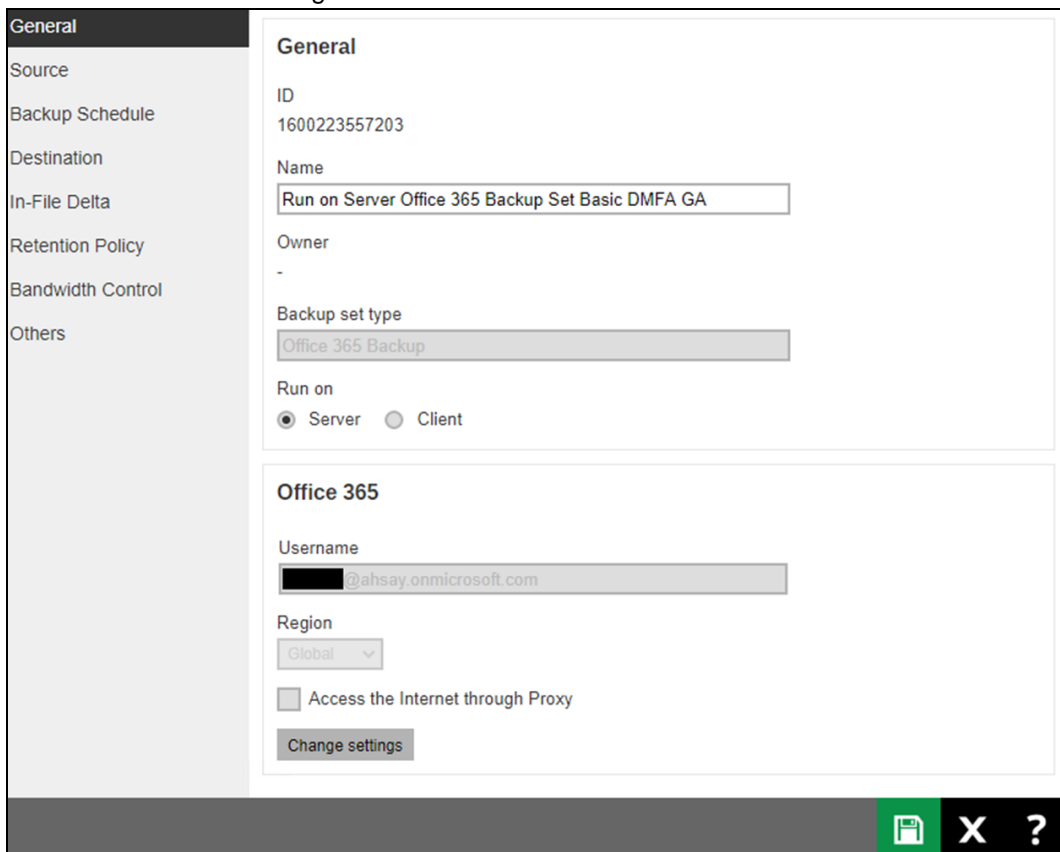 General
Source
Backup Schedule
Destination
In-File Delta
Retention Policy
Bandwidth Control
Others
General
ID
1600223557203
Name
Run on Server Office 365 Backup Set Basic DMFA GA
Owner
-
Backup set type
Office 365 Backup
Run on
Server Client
Office 365
Username
@ahsay.onmicrosoft.com
Region
Global
Access the Internet through Proxy
Change settings
X ?